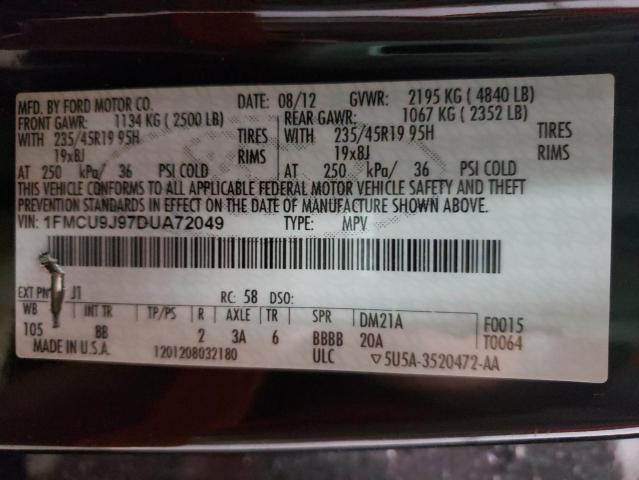 MFD. BY FORD MOTOR CO. DATE: 08/12 GVWR: 2195 KG ( 4840 LB)
FRONT GAWR: 1134 KG ( 2500 LB) REAR GAWR: 1067 KG ( 2352 LB)
WITH 235/45R19 95H TIRES WITH 235/45R19 95H TIRES
19x8J RIMS 19x8J RIMS
AT 250 kPa/ 36 PSI COLD AT 250 kPa/ 36 PSI COLD
THIS VEHICLE CONFORMS TO ALL APPLICABLE FEDERAL MOTOR VEHICLE SAFETY AND THEFT
PREVENTION STANDARDS IN EFFECT ON THE DATE OF MANUFACTURE SHOWN ABOVE.
VIN: 1FMCU9J97DUA72049 TYPE: MPV
EXT PNT J1 RC: 58 DSO:
WB INT TR TP/PS R AXLE TR SPR DM21A F0015
105 BB 2 3A 6 BBBB 20A T0064
MADE IN U.S.A. 1201208032180 ULC ▽5U5A-3520472-AA